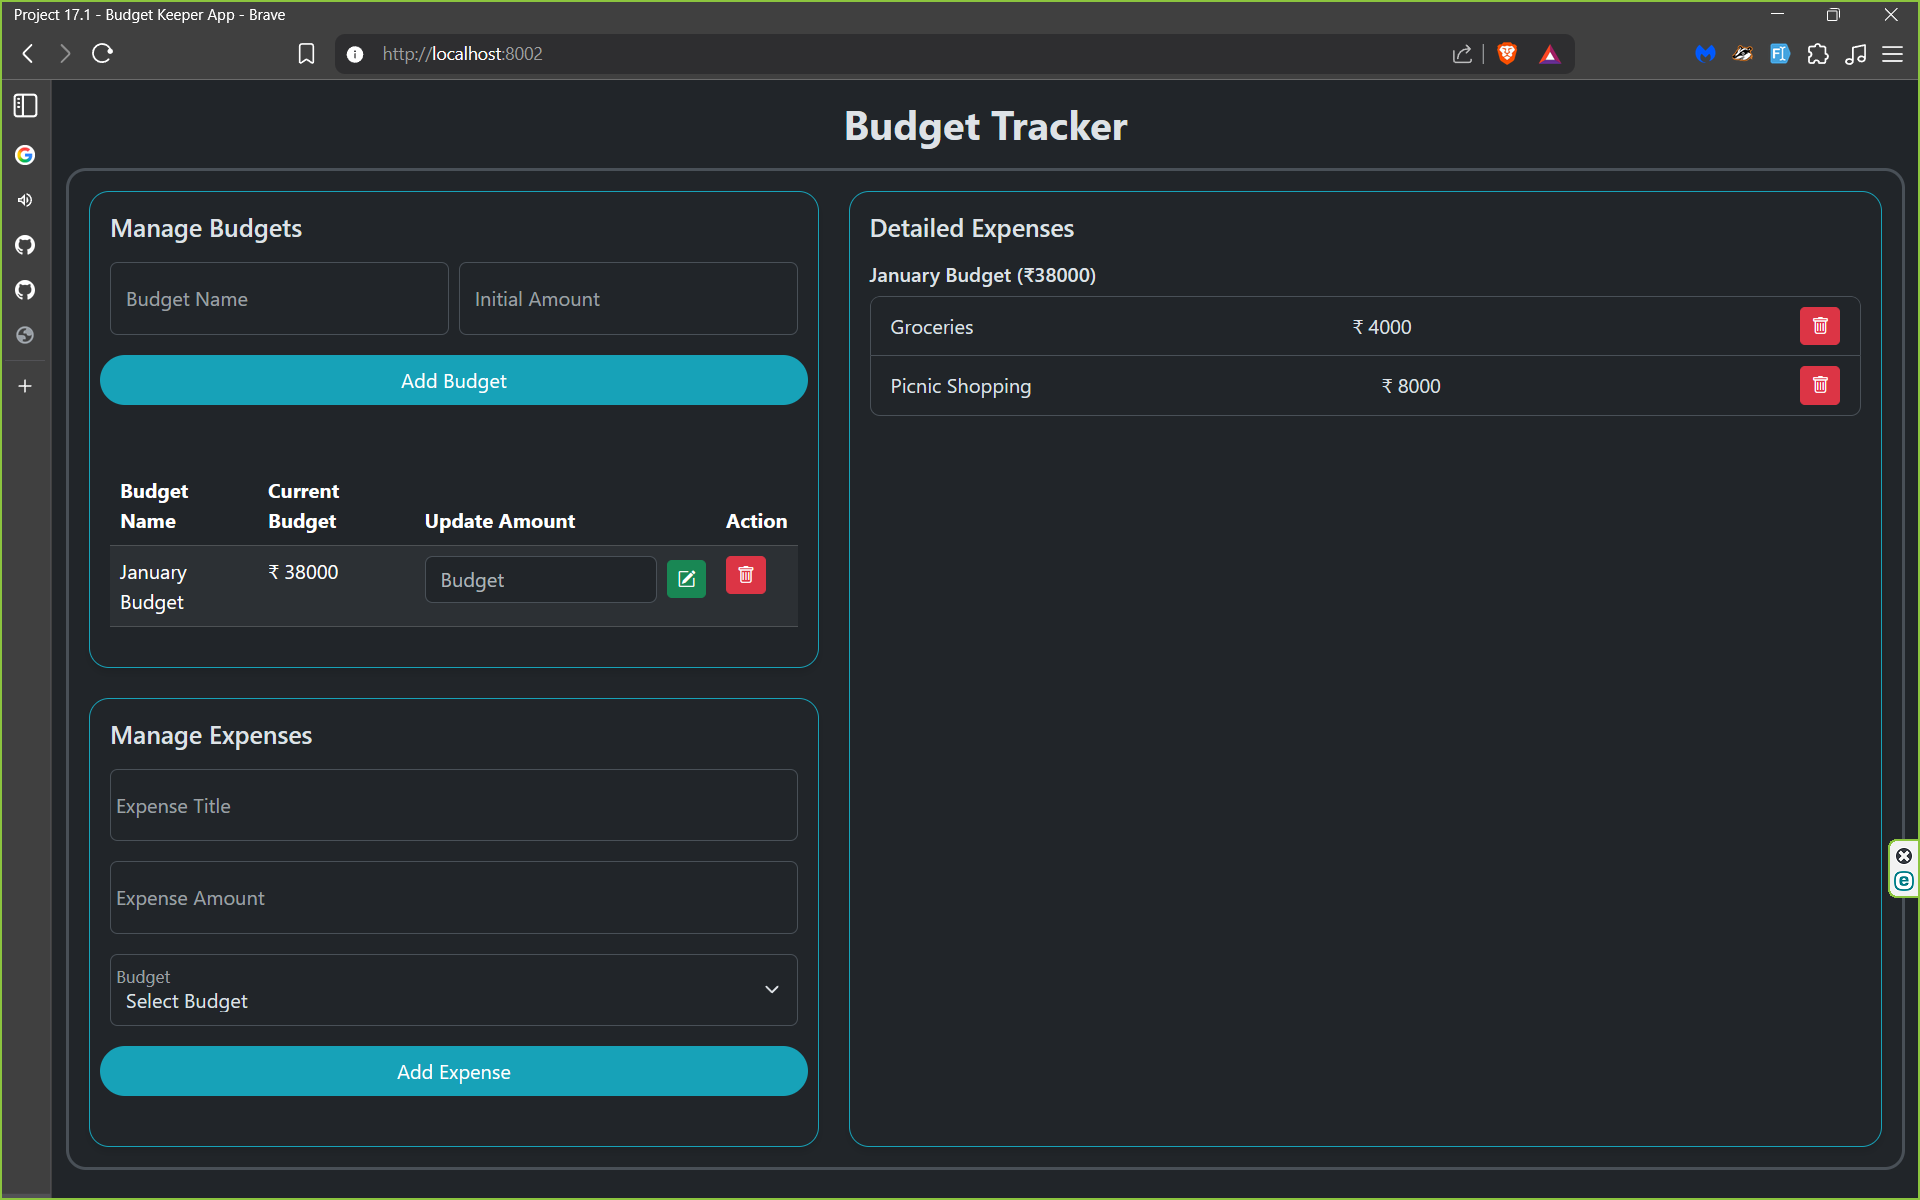 Project 17.1 - Budget Keeper App - Brave
http://localhost:8002
Budget Tracker
Manage Budgets
Budget Name
Initial Amount
Add Budget
Budget Name
Current Budget
Update Amount
Action
January Budget
₹ 38000
Budget
Manage Expenses
Expense Title
Expense Amount
Budget
Select Budget
Add Expense
Detailed Expenses
January Budget (₹38000)
Groceries
₹ 4000
Picnic Shopping
₹ 8000